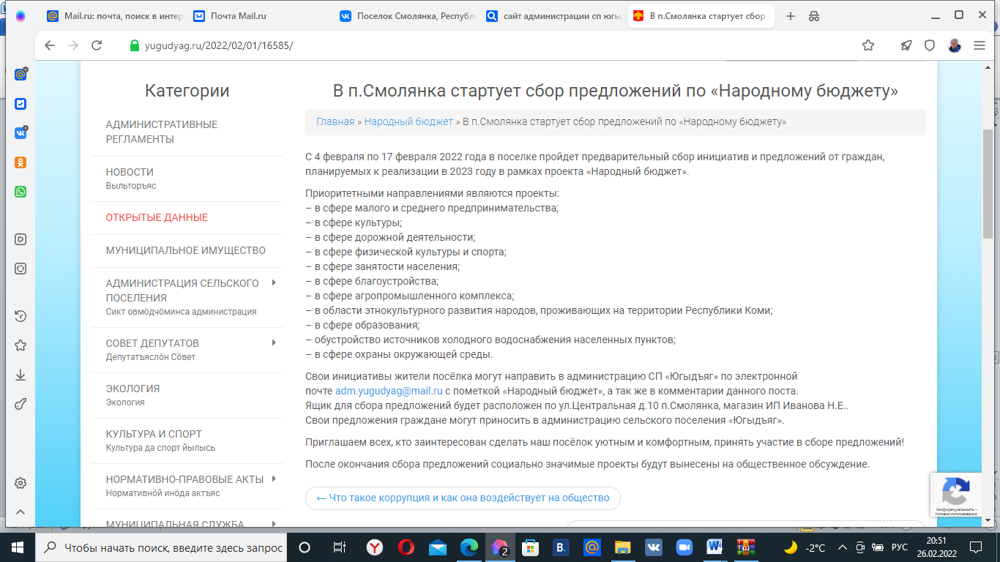 Mail.ru: почта, поиск в интер
Почта Mail.ru
Поселок Смолянка, Республи
сайт администрации сп югыд
В п.Смолянка стартует сбор
yugudyag.ru/2022/02/01/16585/
Категории
АДМИНИСТРАТИВНЫЕ
РЕГЛАМЕНТЫ
НОВОСТИ
Выльторъяс
ОТКРЫТЫЕ ДАННЫЕ
МУНИЦИПАЛЬНОЕ ИМУЩЕСТВО
АДМИНИСТРАЦИЯ СЕЛЬСКОГО
ПОСЕЛЕНИЯ
Сикт овмӧдчӧминса администрация
СОВЕТ ДЕПУТАТОВ
Депутатъяслӧн Сӧвет
ЭКОЛОГИЯ
Экология
КУЛЬТУРА И СПОРТ
Культура да спорт йылысь
НОРМАТИВНО-ПРАВОВЫЕ АКТЫ
Нормативнӧй инӧда актъяс
МУНИЦИПАЛЬНАЯ СЛУЖБА
В п.Смолянка стартует сбор предложений по «Народному бюджету»
Главная » Народный бюджет » В п.Смолянка стартует сбор предложений по «Народному бюджету»
С 4 февраля по 17 февраля 2022 года в поселке пройдет предварительный сбор инициатив и предложений от граждан,
планируемых к реализации в 2023 году в рамках проекта «Народный бюджет».
Приоритетными направлениями являются проекты:
– в сфере малого и среднего предпринимательства;
– в сфере культуры;
– в сфере дорожной деятельности;
– в сфере физической культуры и спорта;
– в сфере занятости населения;
– в сфере благоустройства;
– в сфере агропромышленного комплекса;
– в области этнокультурного развития народов, проживающих на территории Республики Коми;
– в сфере образования;
– обустройство источников холодного водоснабжения населенных пунктов;
– в сфере охраны окружающей среды.
Свои инициативы жители посёлка могут направить в администрацию СП «Югыдъяг» по электронной
почте adm.yugudyag@mail.ru с пометкой «Народный бюджет», а так же в комментарии данного поста.
Ящик для сбора предложений будет расположен по ул.Центральная д.10 п.Смолянка, магазин ИП Иванова Н.Е..
Свои предложения граждане могут приносить в администрацию сельского поселения «Югыдъяг».
Приглашаем всех, кто заинтересован сделать наш посёлок уютным и комфортным, принять участие в сборе предложений!
После окончания сбора предложений социально значимые проекты будут вынесены на общественное обсуждение.
← Что такое коррупция и как она воздействует на общество
Конфиденциальность -
Условия использования
Чтобы начать поиск, введите здесь запрос
2
B.
-2°C
РУС
20:51
26.02.2022